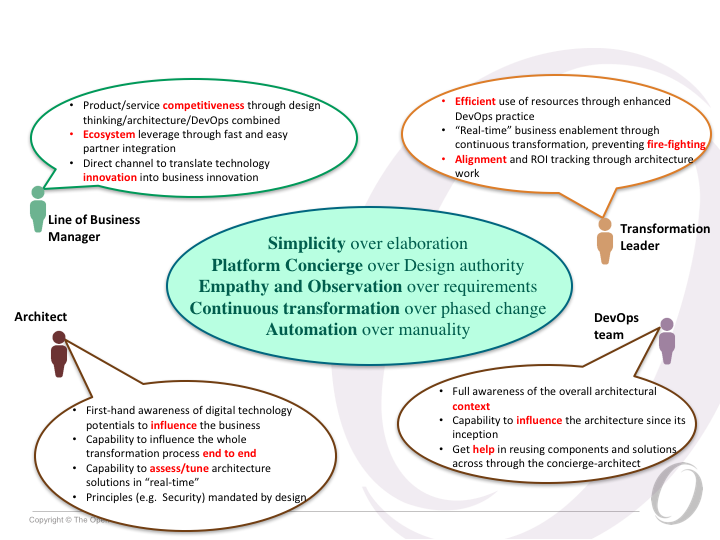 • Product/service competitiveness through design
thinking/architecture/DevOps combined
• Ecosystem leverage through fast and easy
partner integration
• Direct channel to translate technology
innovation into business innovation
Line of Business
Manager
• Efficient use of resources through enhanced
DevOps practice
• “Real-time” business enablement through
continuous transformation, preventing fire-fighting
• Alignment and ROI tracking through architecture
work
Transformation
Leader
Simplicity over elaboration
Platform Concierge over Design authority
Empathy and Observation over requirements
Continuous transformation over phased change
Automation over manuality
Architect
• First-hand awareness of digital technology
potentials to influence the business
• Capability to influence the whole
transformation process end to end
• Capability to assess/tune architecture
solutions in “real-time”
• Principles (e.g. Security) mandated by design
DevOps
team
• Full awareness of the overall architectural
context
• Capability to influence the architecture since its
inception
• Get help in reusing components and solutions
across through the concierge-architect
Copyright © The